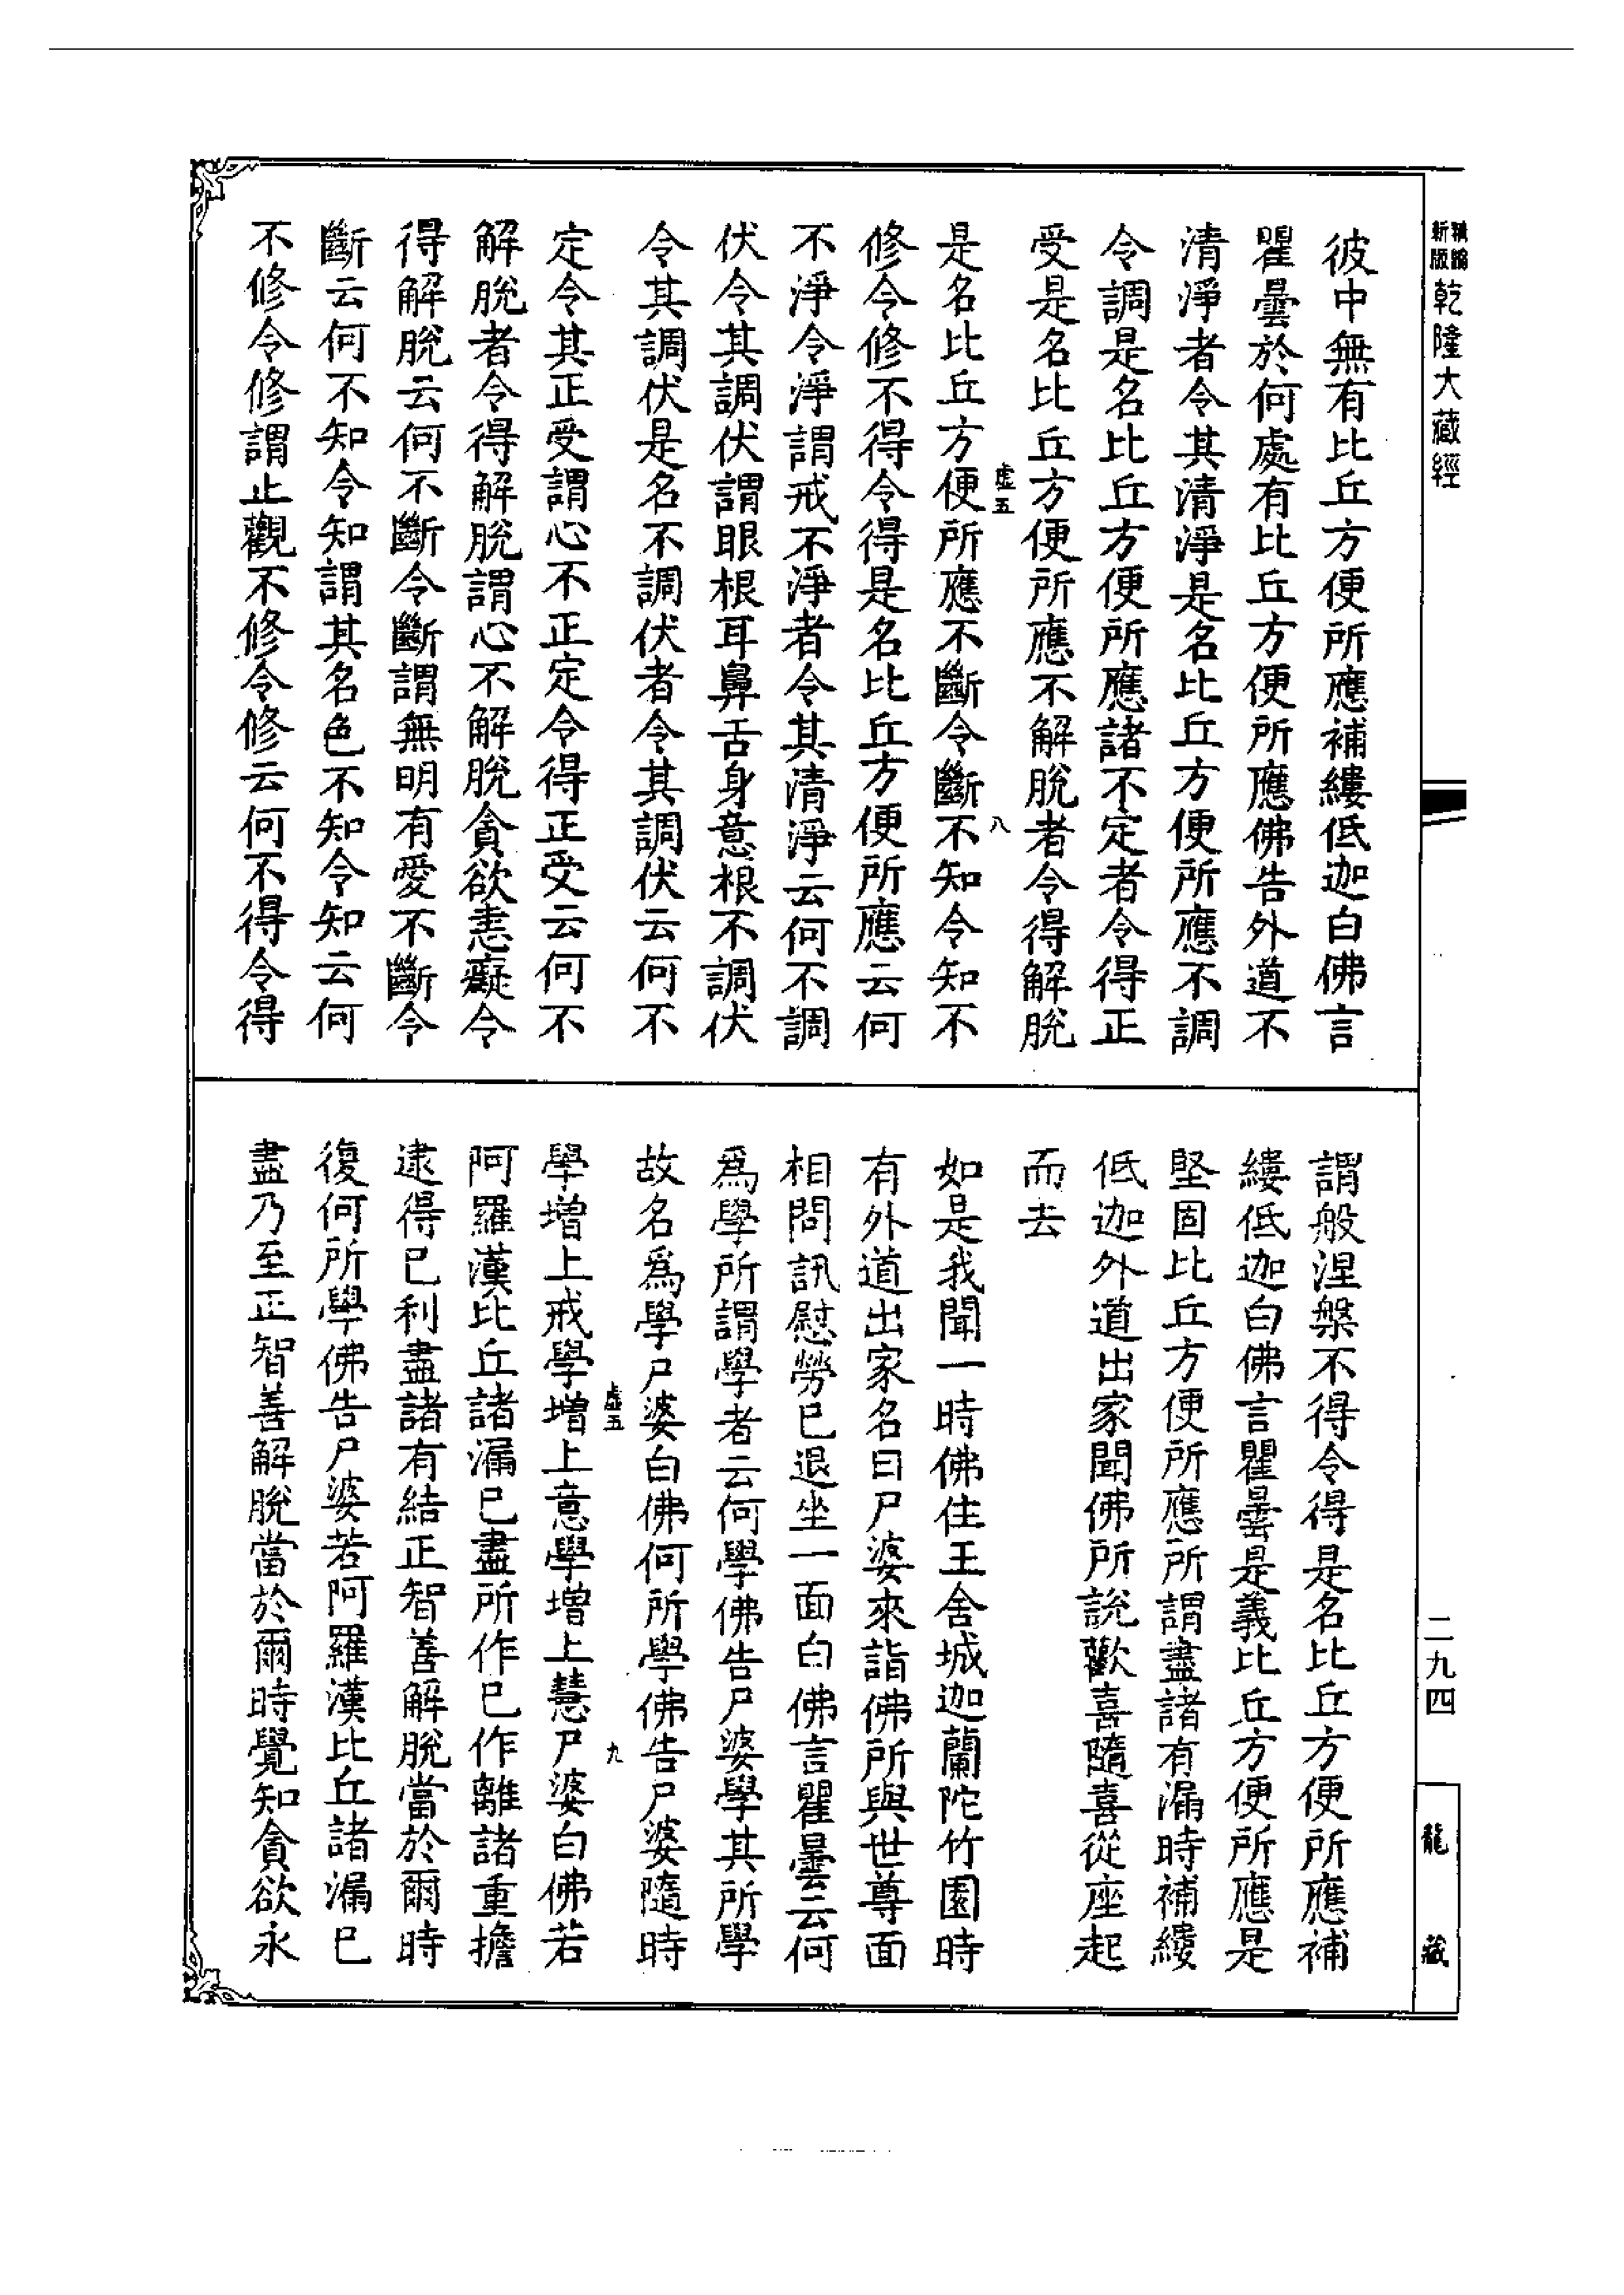 精編
新版
乾隆大藏經
二九四
龍藏
彼中無有比丘方便所應補縷低迦白佛言
瞿曇於何處有比丘方便所應佛告外道不
清淨者令其清淨是名比丘方便所應不調
令調是名比丘方便所應諸不定者令得正
受是名比丘方便所應不解脫者令得解脫
虛五
八
是名比丘方便所應不斷令斷不知令知不
修令修不得令得是名比丘方便所應云何
不淨令淨謂戒不淨者令其清淨云何不調
伏令其調伏謂眼根耳鼻舌身意根不調伏
令其調伏是名不調伏者令其調伏云何不
定令其正受謂心不正定令得正受云何不
解脫者令得解脫謂心不解脫貪欲恚癡令
得解脫云何不斷令斷謂無明有愛不斷令
斷云何不知令知謂其名色不知令知云何
不修令修謂止觀不修令修云何不得令得
謂般涅槃不得令得是名比丘方便所應補
縷低迦白佛言瞿曇是義比丘方便所應是
堅固比丘方便所應所謂盡諸有漏時補縷
低迦外道出家聞佛所說歡喜隨喜從座起
而去
如是我聞一時佛住王舍城迦蘭陀竹園時
有外道出家名曰尸婆來詣佛所與世尊面
相問訊慰勞已退坐一面白佛言瞿曇云何
爲學所謂學者云何學佛告尸婆學其所學
故名爲學尸婆白佛何所學佛告尸婆隨時
虛五
九
學增上戒學增上意學增上慧尸婆白佛若
阿羅漢比丘諸漏已盡所作已作離諸重擔
逮得已利盡諸有結正智善解脫當於爾時
復何所學佛告尸婆若阿羅漢比丘諸漏已
盡乃至正智善解脫當於爾時覺知貪欲永